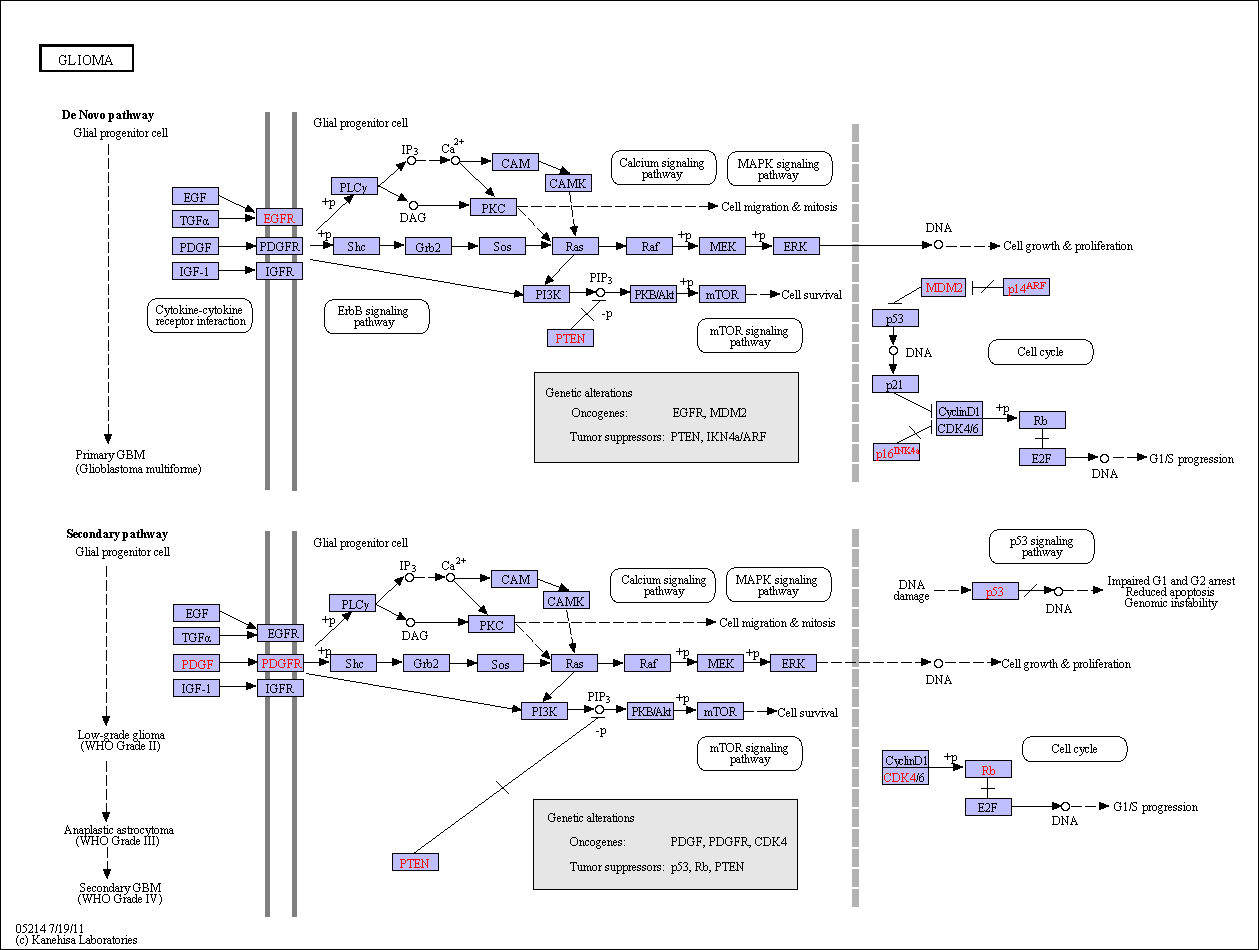 GLIOMA
De Novo pathway
Glial progenitor cell
Primary GBM
(Glioblastoma multiforme)
Glial progenitor cell
EGF
TGFα
PDGF
IGF-1
EGFR
PDGFR
IGFR
Cytokine-cytokine
receptor interaction
+p
+p
PLCγ
IP3
Ca2+
DAG
CAM
CAMK
PKC
Calcium signaling
pathway
MAPK signaling
pathway
Cell migration & mitosis
Shc
Grb2
Sos
Ras
Raf
+p
MEK
+p
ERK
DNA
Cell growth & proliferation
ErbB signaling
pathway
PI3K
PIP3
-p
PTEN
PKB/Akt
+p
mTOR
Cell survival
mTOR signaling
pathway
Genetic alterations
Oncogenes: EGFR, MDM2
Tumor suppressors: PTEN, IKN4a/ARF
MDM2
p14ARF
p53
DNA
p21
Cell cycle
CyclinD1
CDK4/6
p16INK4a
+p
Rb
E2F
DNA
G1/S progression
Secondary pathway
Glial progenitor cell
Low-grade glioma
(WHO Grade II)
Anaplastic astrocytoma
(WHO Grade III)
Secondary GBM
(WHO Grade IV)
Glial progenitor cell
EGF
TGFα
PDGF
IGF-1
EGFR
PDGFR
IGFR
+p
+p
PLCγ
IP3
Ca2+
DAG
CAM
CAMK
PKC
Calcium signaling
pathway
MAPK signaling
pathway
Cell migration & mitosis
Shc
Grb2
Sos
Ras
Raf
+p
MEK
+p
ERK
DNA
Cell growth & proliferation
PI3K
PIP3
-p
PTEN
PKB/Akt
+p
mTOR
Cell survival
mTOR signaling
pathway
Genetic alterations
Oncogenes: PDGF, PDGFR, CDK4
Tumor suppressors: p53, Rb, PTEN
p53 signaling
pathway
DNA
damage
p53
DNA
Impaired G1 and G2 arrest
Reduced apoptosis
Genomic instability
CyclinD1
CDK4/6
+p
Rb
Cell cycle
E2F
DNA
G1/S progression
05214 7/19/11
(c) Kanehisa Laboratories